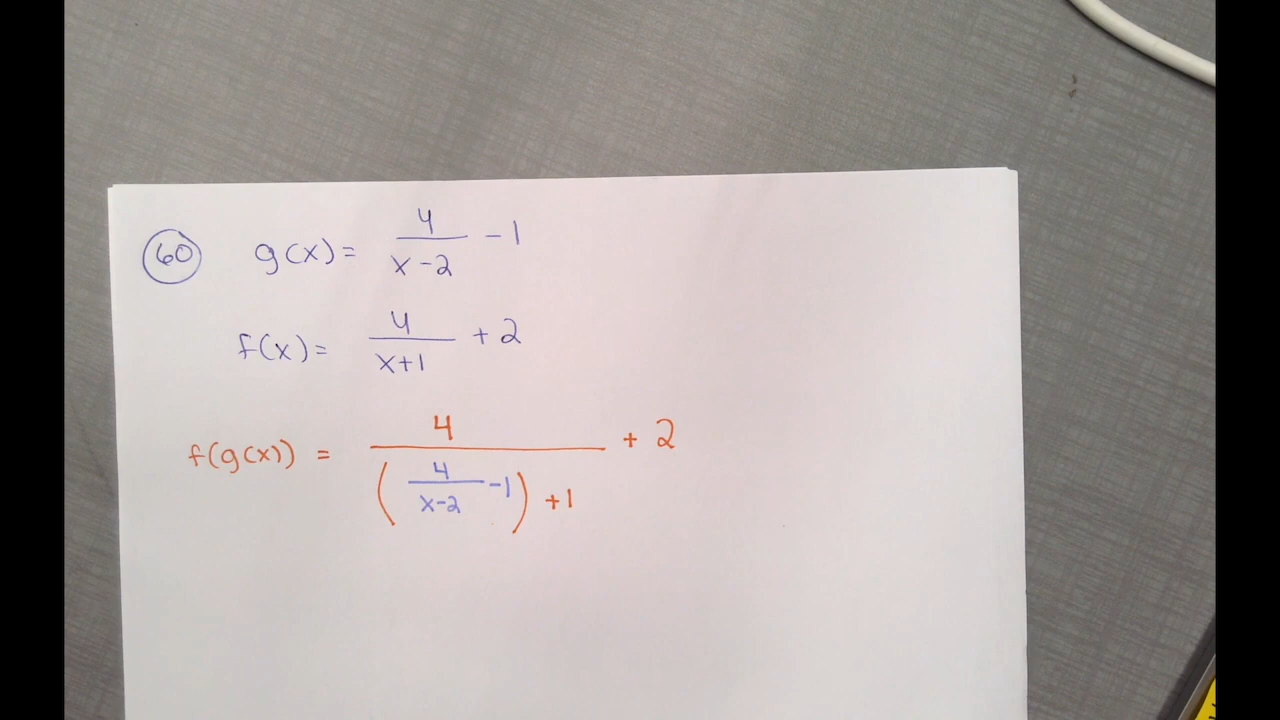 60 g(x) = 4/(x-2) - 1
f(x) = 4/(x+1) + 2
f(g(x)) = 4/((4/(x-2) - 1) + 1) + 2